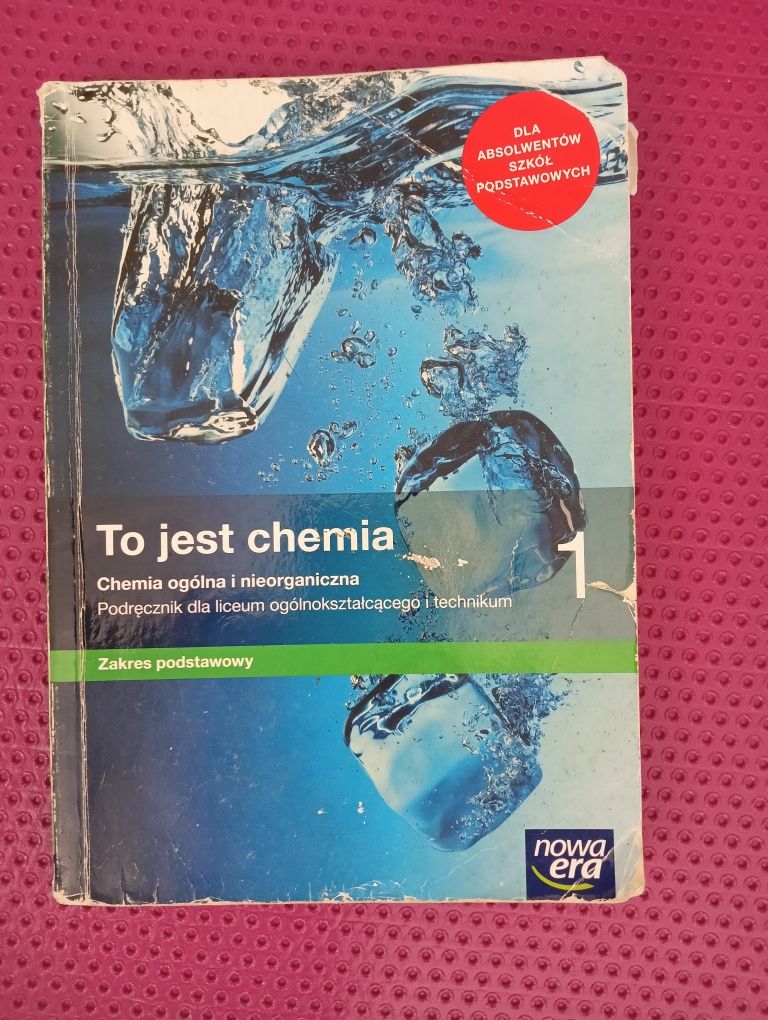 DLA
ABSOLWENTÓW
SZKÓŁ
PODSTAWOWYCH
To jest chemia
1
Chemia ogólna i nieorganiczna
Podręcznik dla liceum ogólnokształcącego i technikum
Zakres podstawowy
nowa
era